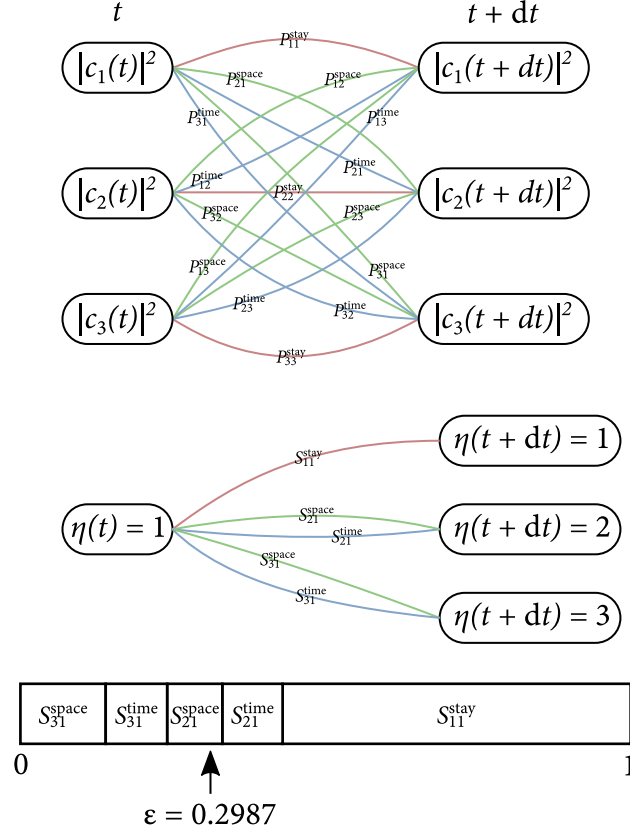 t t + dt
P₁₁ˢᵗᵃʸ
|c₁(t)|² |c₁(t + dt)|²
P₂₁ˢᵖᵃᶜᵉ P₁₂ˢᵖᵃᶜᵉ
P₃₁ᵗⁱᵐᵉ P₁₃ᵗⁱᵐᵉ
P₂₁ᵗⁱᵐᵉ
P₁₂ᵗⁱᵐᵉ
|c₂(t)|² P₂₂ˢᵗᵃʸ |c₂(t + dt)|²
P₃₂ˢᵖᵃᶜᵉ P₂₃ˢᵖᵃᶜᵉ
P₁₃ˢᵖᵃᶜᵉ P₃₁ˢᵖᵃᶜᵉ
P₂₃ᵗⁱᵐᵉ P₃₂ᵗⁱᵐᵉ
|c₃(t)|² |c₃(t + dt)|²
P₃₃ˢᵗᵃʸ
η(t + dt) = 1
S₁₁ˢᵗᵃʸ
S₂₁ˢᵖᵃᶜᵉ
η(t) = 1 η(t + dt) = 2
S₂₁ᵗⁱᵐᵉ
S₃₁ˢᵖᵃᶜᵉ
S₃₁ᵗⁱᵐᵉ
η(t + dt) = 3
S₃₁ˢᵖᵃᶜᵉ S₃₁ᵗⁱᵐᵉ S₂₁ˢᵖᵃᶜᵉ S₂₁ᵗⁱᵐᵉ S₁₁ˢᵗᵃʸ
0 1
ε = 0.2987